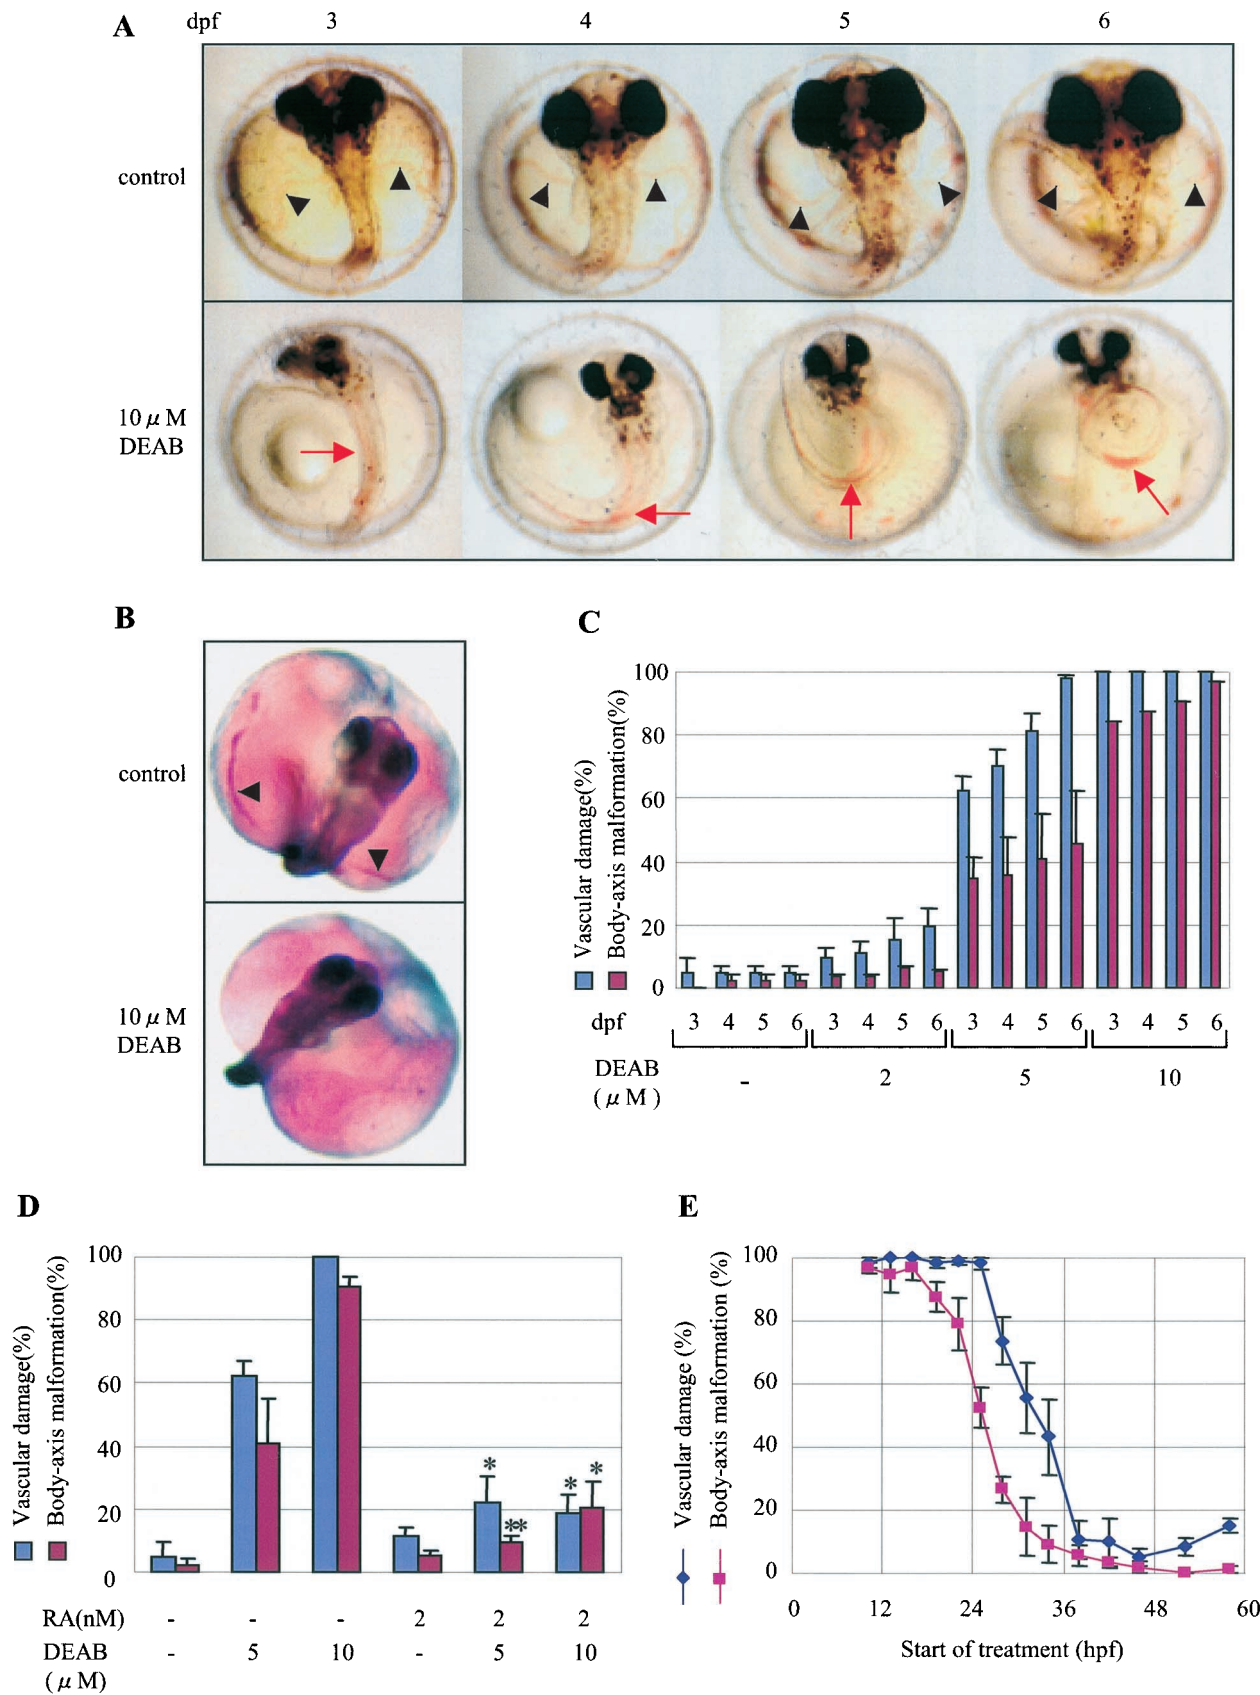 A
dpf 3 4 5 6
control
10 μ M
DEAB
B
control
10 μ M
DEAB
C
Vascular damage(%)
Body-axis malformation(%)
100
80
60
40
20
0
dpf 3 4 5 6 3 4 5 6 3 4 5 6 3 4 5 6
DEAB
( μ M )
- 2 5 10
D
Vascular damage(%)
Body-axis malformation(%)
100
80
60
40
20
0
* ** * *
RA(nM) - - - 2 2 2
DEAB - 5 10 - 5 10
( μ M)
E
Vascular damage (%)
Body-axis malformation (%)
100
80
60
40
20
0
0 12 24 36 48 60
Start of treatment (hpf)